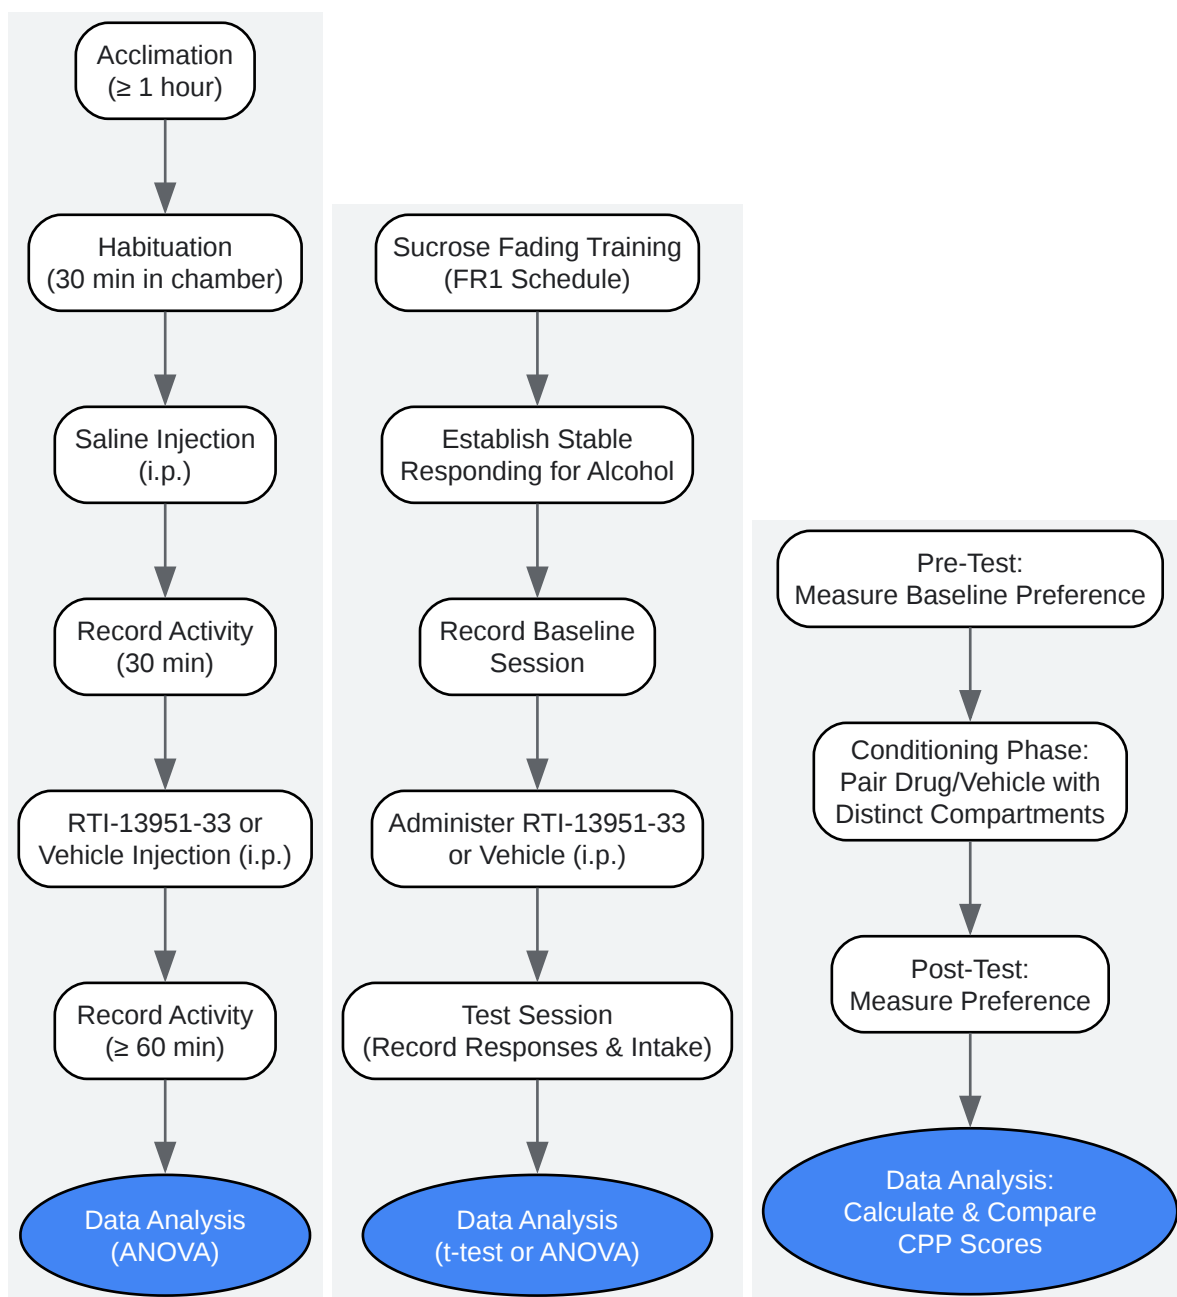 Acclimation
(≥ 1 hour)
Habituation
(30 min in chamber)
Saline Injection
(i.p.)
Record Activity
(30 min)
RTI-13951-33 or
Vehicle Injection (i.p.)
Record Activity
(≥ 60 min)
Data Analysis
(ANOVA)
Sucrose Fading Training
(FR1 Schedule)
Establish Stable
Responding for Alcohol
Record Baseline
Session
Administer RTI-13951-33
or Vehicle (i.p.)
Test Session
(Record Responses & Intake)
Data Analysis
(t-test or ANOVA)
Pre-Test:
Measure Baseline Preference
Conditioning Phase:
Pair Drug/Vehicle with
Distinct Compartments
Post-Test:
Measure Preference
Data Analysis:
Calculate & Compare
CPP Scores